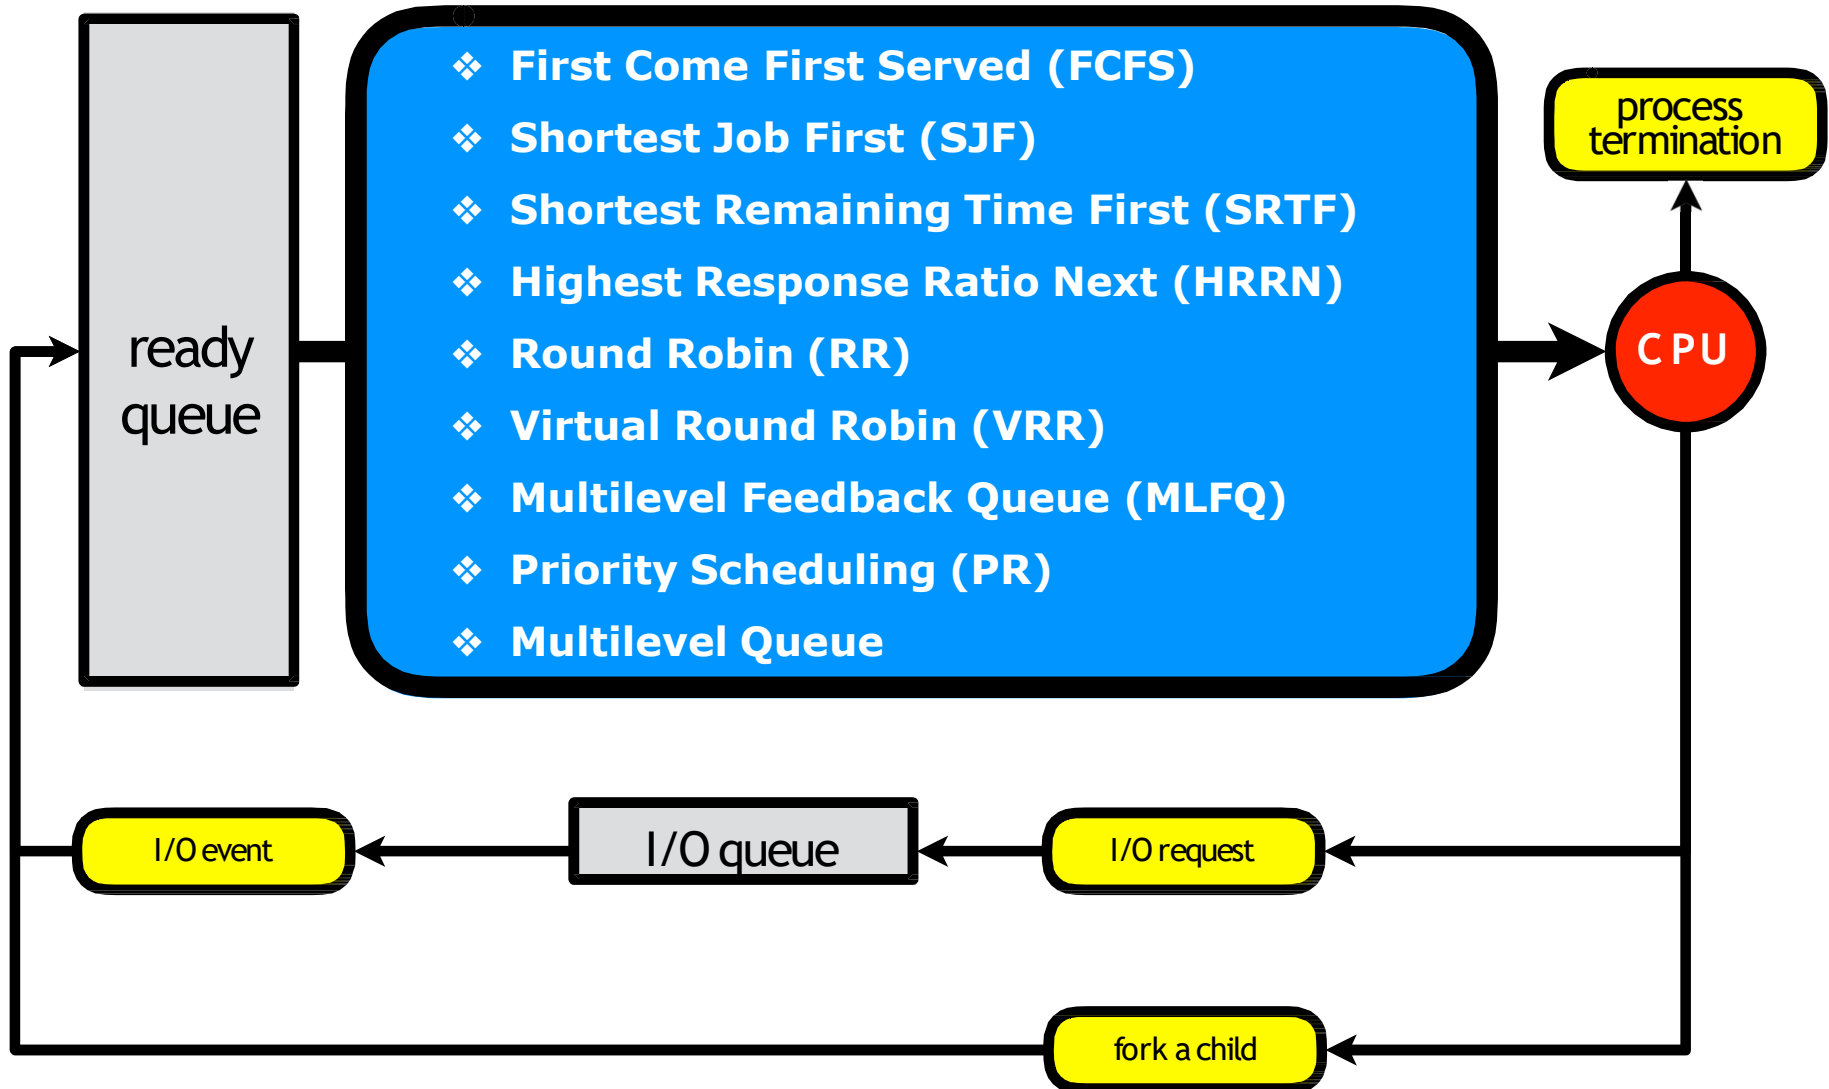 ready
queue
❖ First Come First Served (FCFS)
❖ Shortest Job First (SJF)
❖ Shortest Remaining Time First (SRTF)
❖ Highest Response Ratio Next (HRRN)
❖ Round Robin (RR)
❖ Virtual Round Robin (VRR)
❖ Multilevel Feedback Queue (MLFQ)
❖ Priority Scheduling (PR)
❖ Multilevel Queue
process
termination
CPU
I/O event
I/O queue
I/O request
fork a child